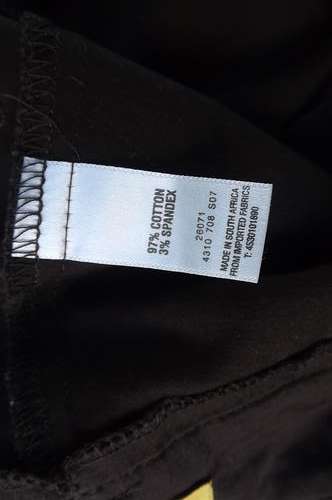 97% COTTON
3% SPANDEX
26071
4310 708 S07
MADE IN SOUTH AFRICA
FROM IMPORTED FABRICS
T: 4530101890